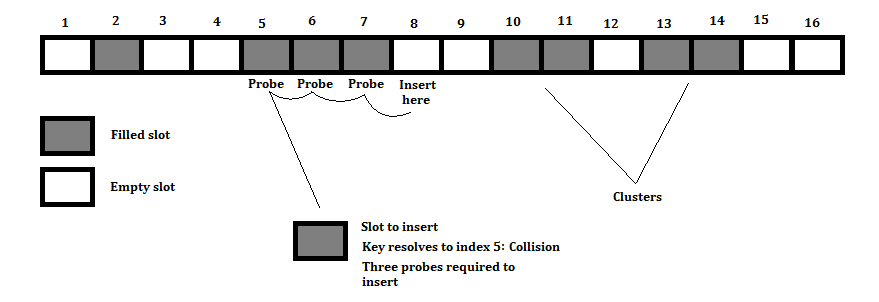 1 2 3 4 5 6 7 8 9 10 11 12 13 14 15 16
Probe Probe Probe Insert
here
Filled slot
Empty slot
Clusters
Slot to insert
Key resolves to index 5: Collision
Three probes required to
insert